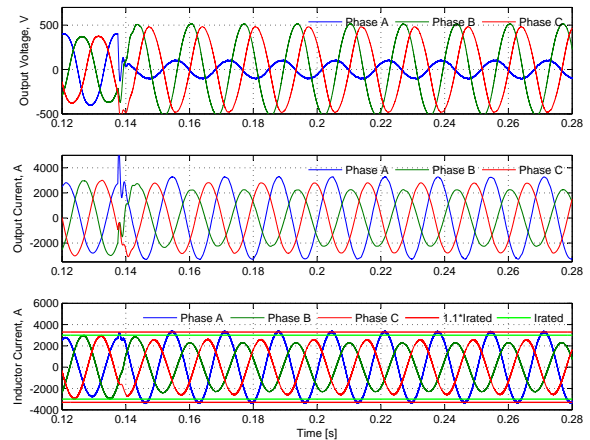 Output Voltage, V
500
0
-500
Phase A Phase B Phase C
0.12 0.14 0.16 0.18 0.2 0.22 0.24 0.26 0.28
Output Current, A
4000
2000
0
-2000
Phase A Phase B Phase C
0.12 0.14 0.16 0.18 0.2 0.22 0.24 0.26 0.28
Inductor Current, A
6000
4000
2000
0
-2000
-4000
Phase A Phase B Phase C 1.1*Irated Irated
0.12 0.14 0.16 0.18 0.2 0.22 0.24 0.26 0.28
Time [s]